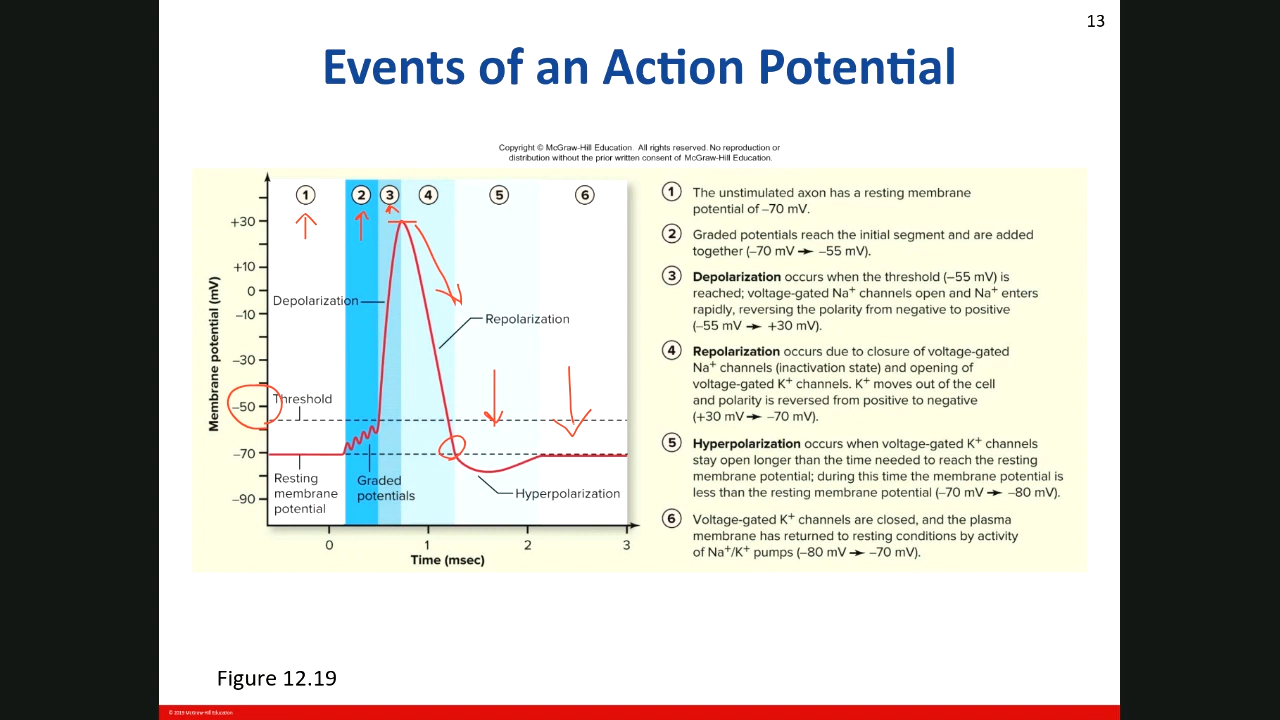 13
Events of an Action Potential
Copyright © McGraw-Hill Education. All rights reserved. No reproduction or
distribution without the prior written consent of McGraw-Hill Education.
Membrane potential (mV)
+30
+10
0
–10
–30
–50
–70
–90
1
2
3
4
5
6
Depolarization
Repolarization
Threshold
Resting
membrane
potential
Graded
potentials
Hyperpolarization
0
1
2
3
Time (msec)
1 The unstimulated axon has a resting membrane
potential of –70 mV.
2 Graded potentials reach the initial segment and are added
together (–70 mV → –55 mV).
3 Depolarization occurs when the threshold (–55 mV) is
reached; voltage-gated Na⁺ channels open and Na⁺ enters
rapidly, reversing the polarity from negative to positive
(–55 mV → +30 mV).
4 Repolarization occurs due to closure of voltage-gated
Na⁺ channels (inactivation state) and opening of
voltage-gated K⁺ channels. K⁺ moves out of the cell
and polarity is reversed from positive to negative
(+30 mV → –70 mV).
5 Hyperpolarization occurs when voltage-gated K⁺ channels
stay open longer than the time needed to reach the resting
membrane potential; during this time the membrane potential is
less than the resting membrane potential (–70 mV → –80 mV).
6 Voltage-gated K⁺ channels are closed, and the plasma
membrane has returned to resting conditions by activity
of Na⁺/K⁺ pumps (–80 mV → –70 mV).
Figure 12.19
© 2019 McGraw-Hill Education